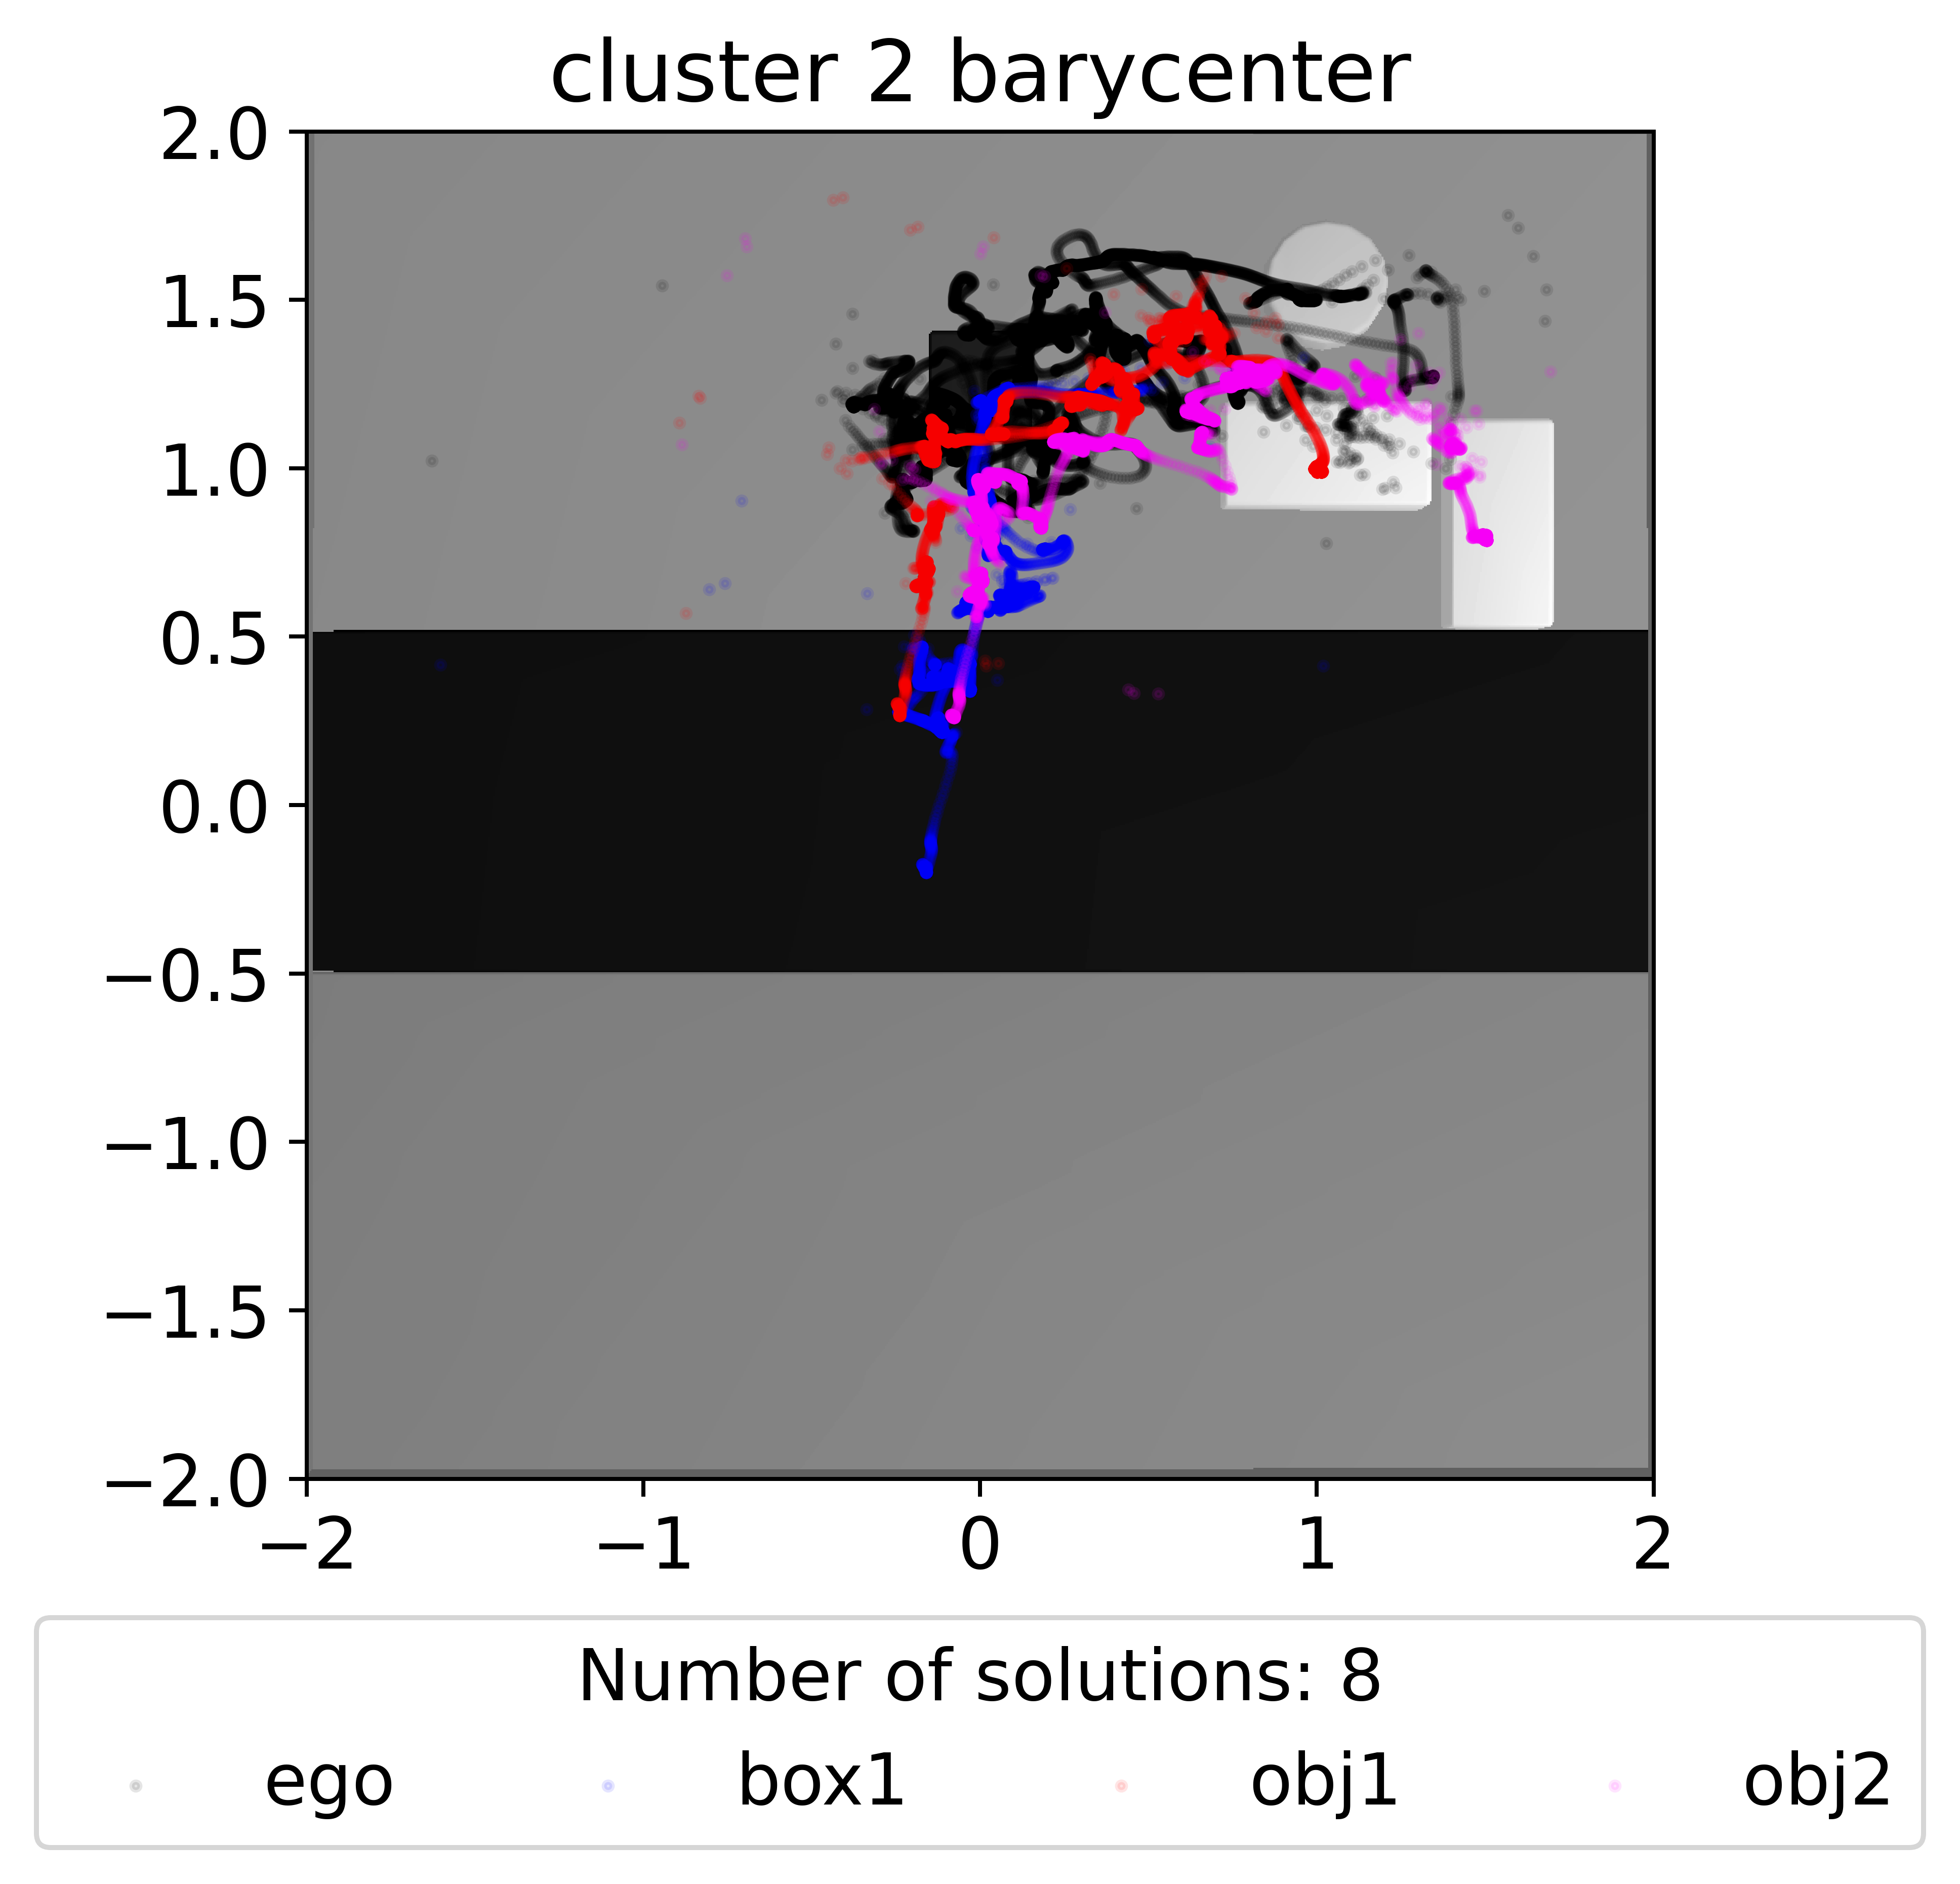 cluster 2 barycenter
2.0
1.5
1.0
0.5
0.0
−0.5
−1.0
−1.5
−2.0
−2 −1 0 1 2
Number of solutions: 8
ego box1 obj1 obj2